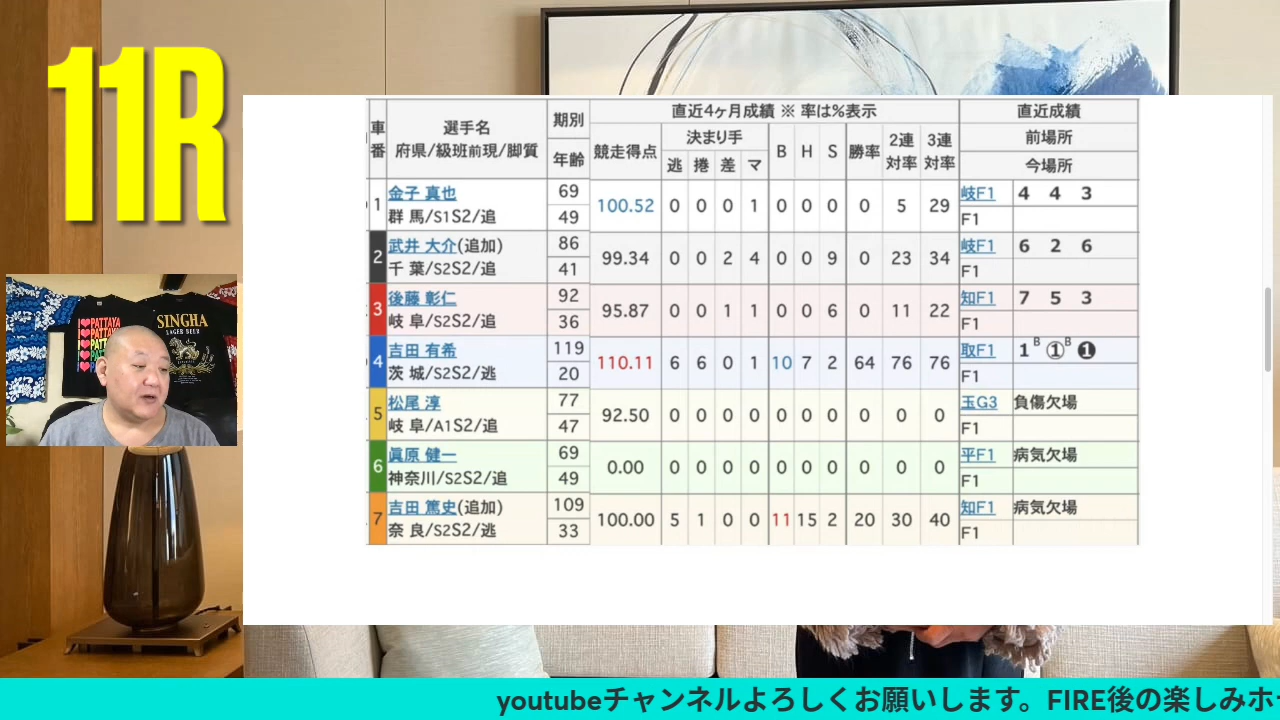 11R
車番
選手名
府県/級班前現/脚質
期別
年齢
直近4ヶ月成績 ※ 率は%表示
競走得点
決まり手
逃 捲 差 マ
B H S 勝率 2連対率 3連対率
直近成績
前場所
今場所
1 金子 真也 69 100.52 0 0 0 1 0 0 0 0 5 29 岐F1 4 4 3
群 馬/S1S2/追 49 F1
2 武井 大介(追加) 86 99.34 0 0 2 4 0 0 9 0 23 34 岐F1 6 2 6
千 葉/S2S2/追 41 F1
3 後藤 彰仁 92 95.87 0 0 1 1 0 0 6 0 11 22 知F1 7 5 3
岐 阜/S2S2/追 36 F1
4 吉田 有希 119 110.11 6 6 0 1 10 7 2 64 76 76 取F1 1B ①B ❶
茨 城/S2S2/逃 20 F1
5 松尾 淳 77 92.50 0 0 0 0 0 0 0 0 0 0 玉G3 負傷欠場
岐 阜/A1S2/追 47 F1
6 眞原 健一 69 0.00 0 0 0 0 0 0 0 0 0 0 平F1 病気欠場
神奈川/S2S2/追 49 F1
7 吉田 篤史(追加) 109 100.00 5 1 0 0 11 15 2 20 30 40 知F1 病気欠場
奈 良/S2S2/逃 33 F1
I❤PATTAYA
I❤PATTAYA
SINGHA
LAGER BEER
youtubeチャンネルよろしくお願いします。FIRE後の楽しみホ